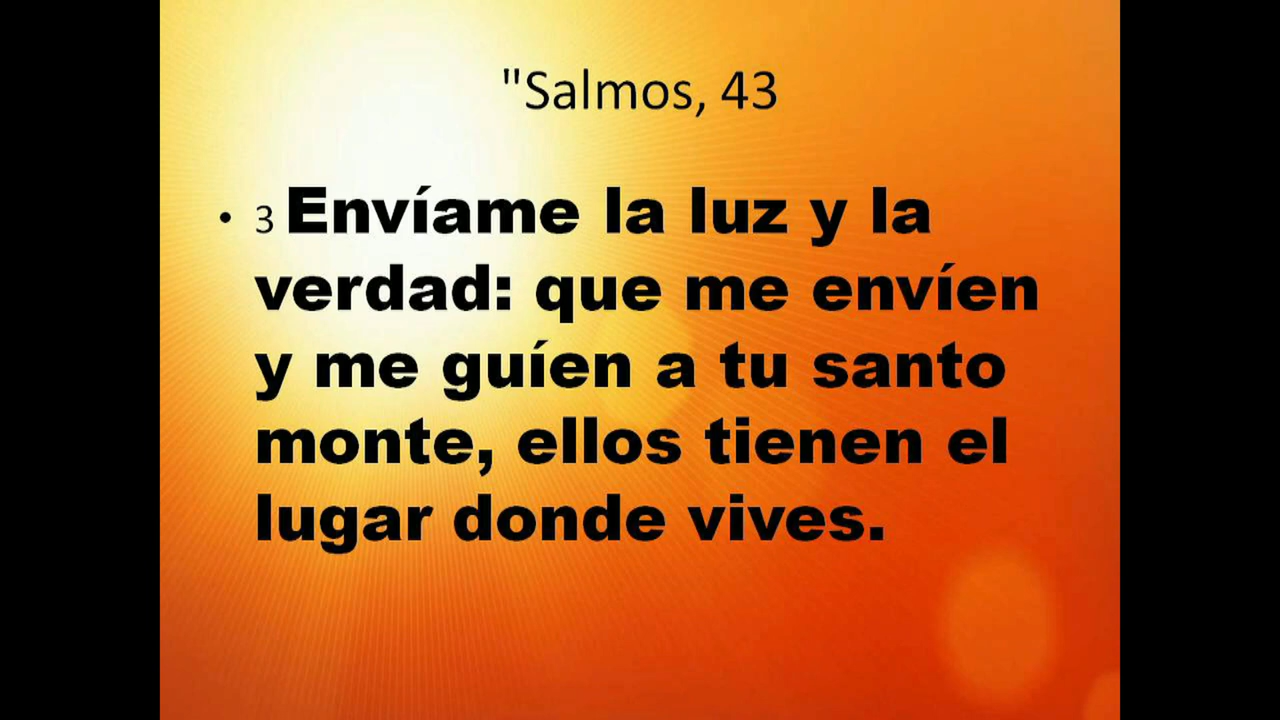 "Salmos, 43
• 3 Envíame la luz y la
verdad: que me envíen
y me guíen a tu santo
monte, ellos tienen el
lugar donde vives.